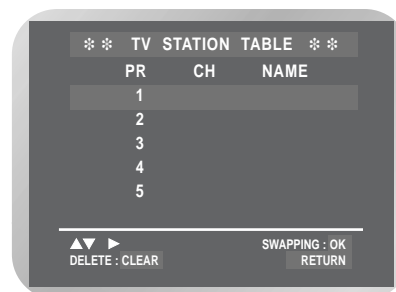 ❇ ❇ TV STATION TABLE ❇ ❇
PR CH NAME
1
2
3
4
5
▲▼ ▶ SWAPPING : OK
DELETE : CLEAR RETURN